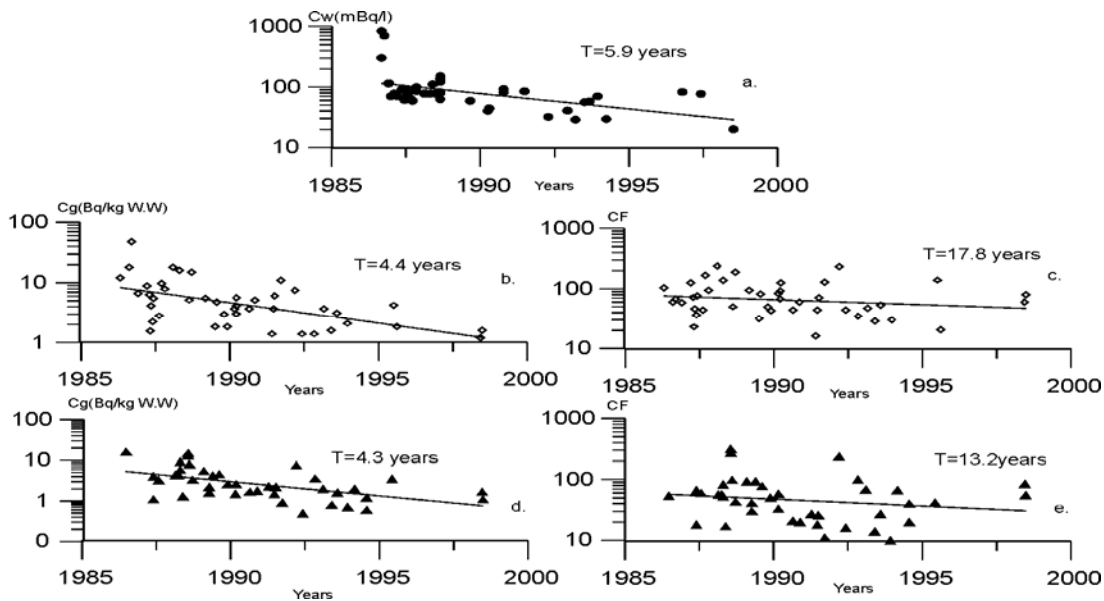 Cw(mBq/l)
1000
100
10
T=5.9 years
a.
1985 1990 1995 2000
Years
Cg(Bq/kg W.W)
100
10
1
T=4.4 years
b.
1985 1990 1995 2000
Years
CF
1000
100
10
T=17.8 years
c.
1985 1990 1995 2000
Years
Cg(Bq/kg W.W)
100
10
1
0
T=4.3 years
d.
1985 1990 1995 2000
Years
CF
1000
100
10
T=13.2years
e.
1985 1990 1995 2000
Years